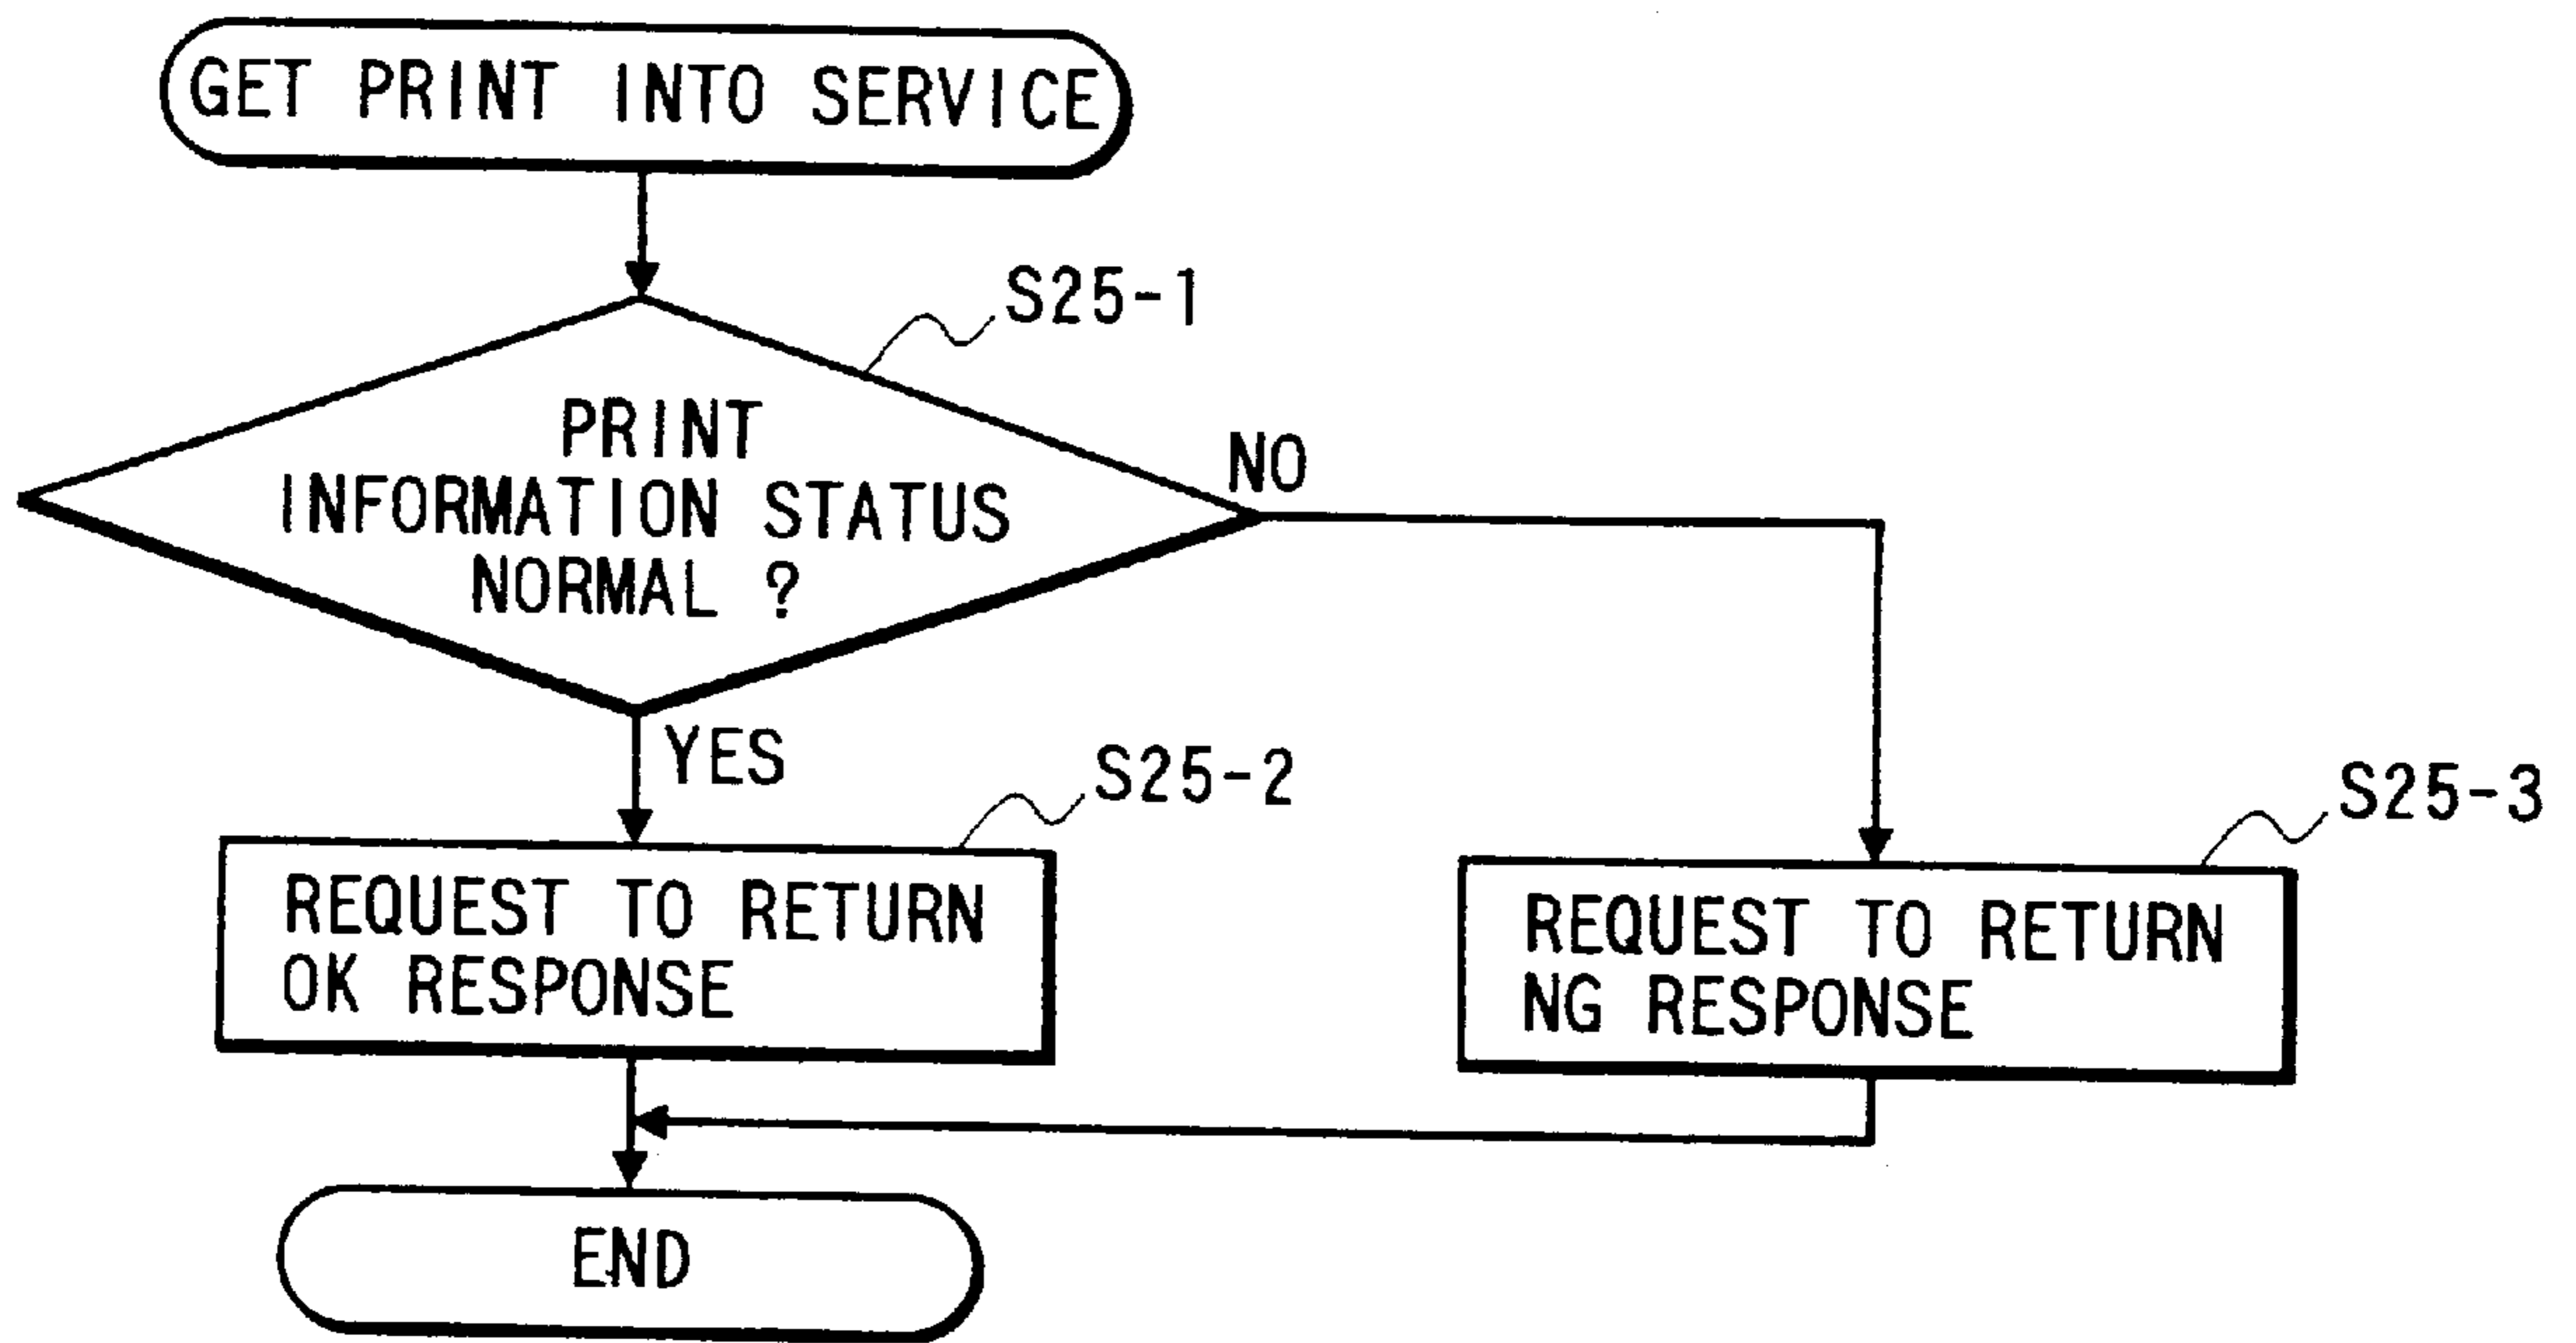 GET PRINT INTO SERVICE
S25-1
PRINT
INFORMATION STATUS
NORMAL ?
NO
YES
S25-2
REQUEST TO RETURN
OK RESPONSE
S25-3
REQUEST TO RETURN
NG RESPONSE
END